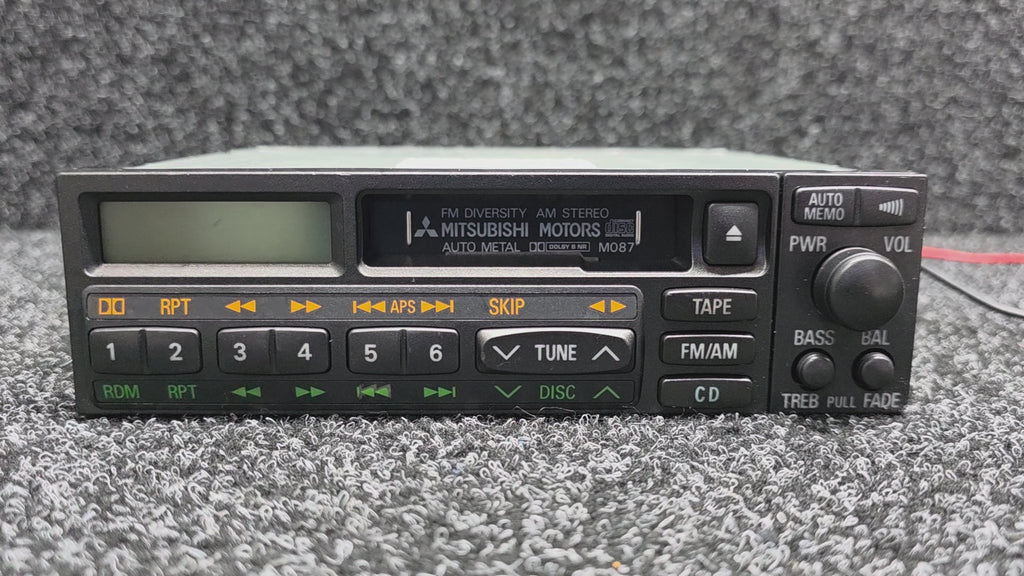 FM DIVERSITY AM STEREO
MITSUBISHI MOTORS DISC
AUTO METAL DOLBY B NR M087
AUTO MEMO
PWR VOL
RPT APS SKIP
TAPE
1 2 3 4 5 6 TUNE
FM/AM
BASS BAL
RDM RPT DISC
CD
TREB PULL FADE